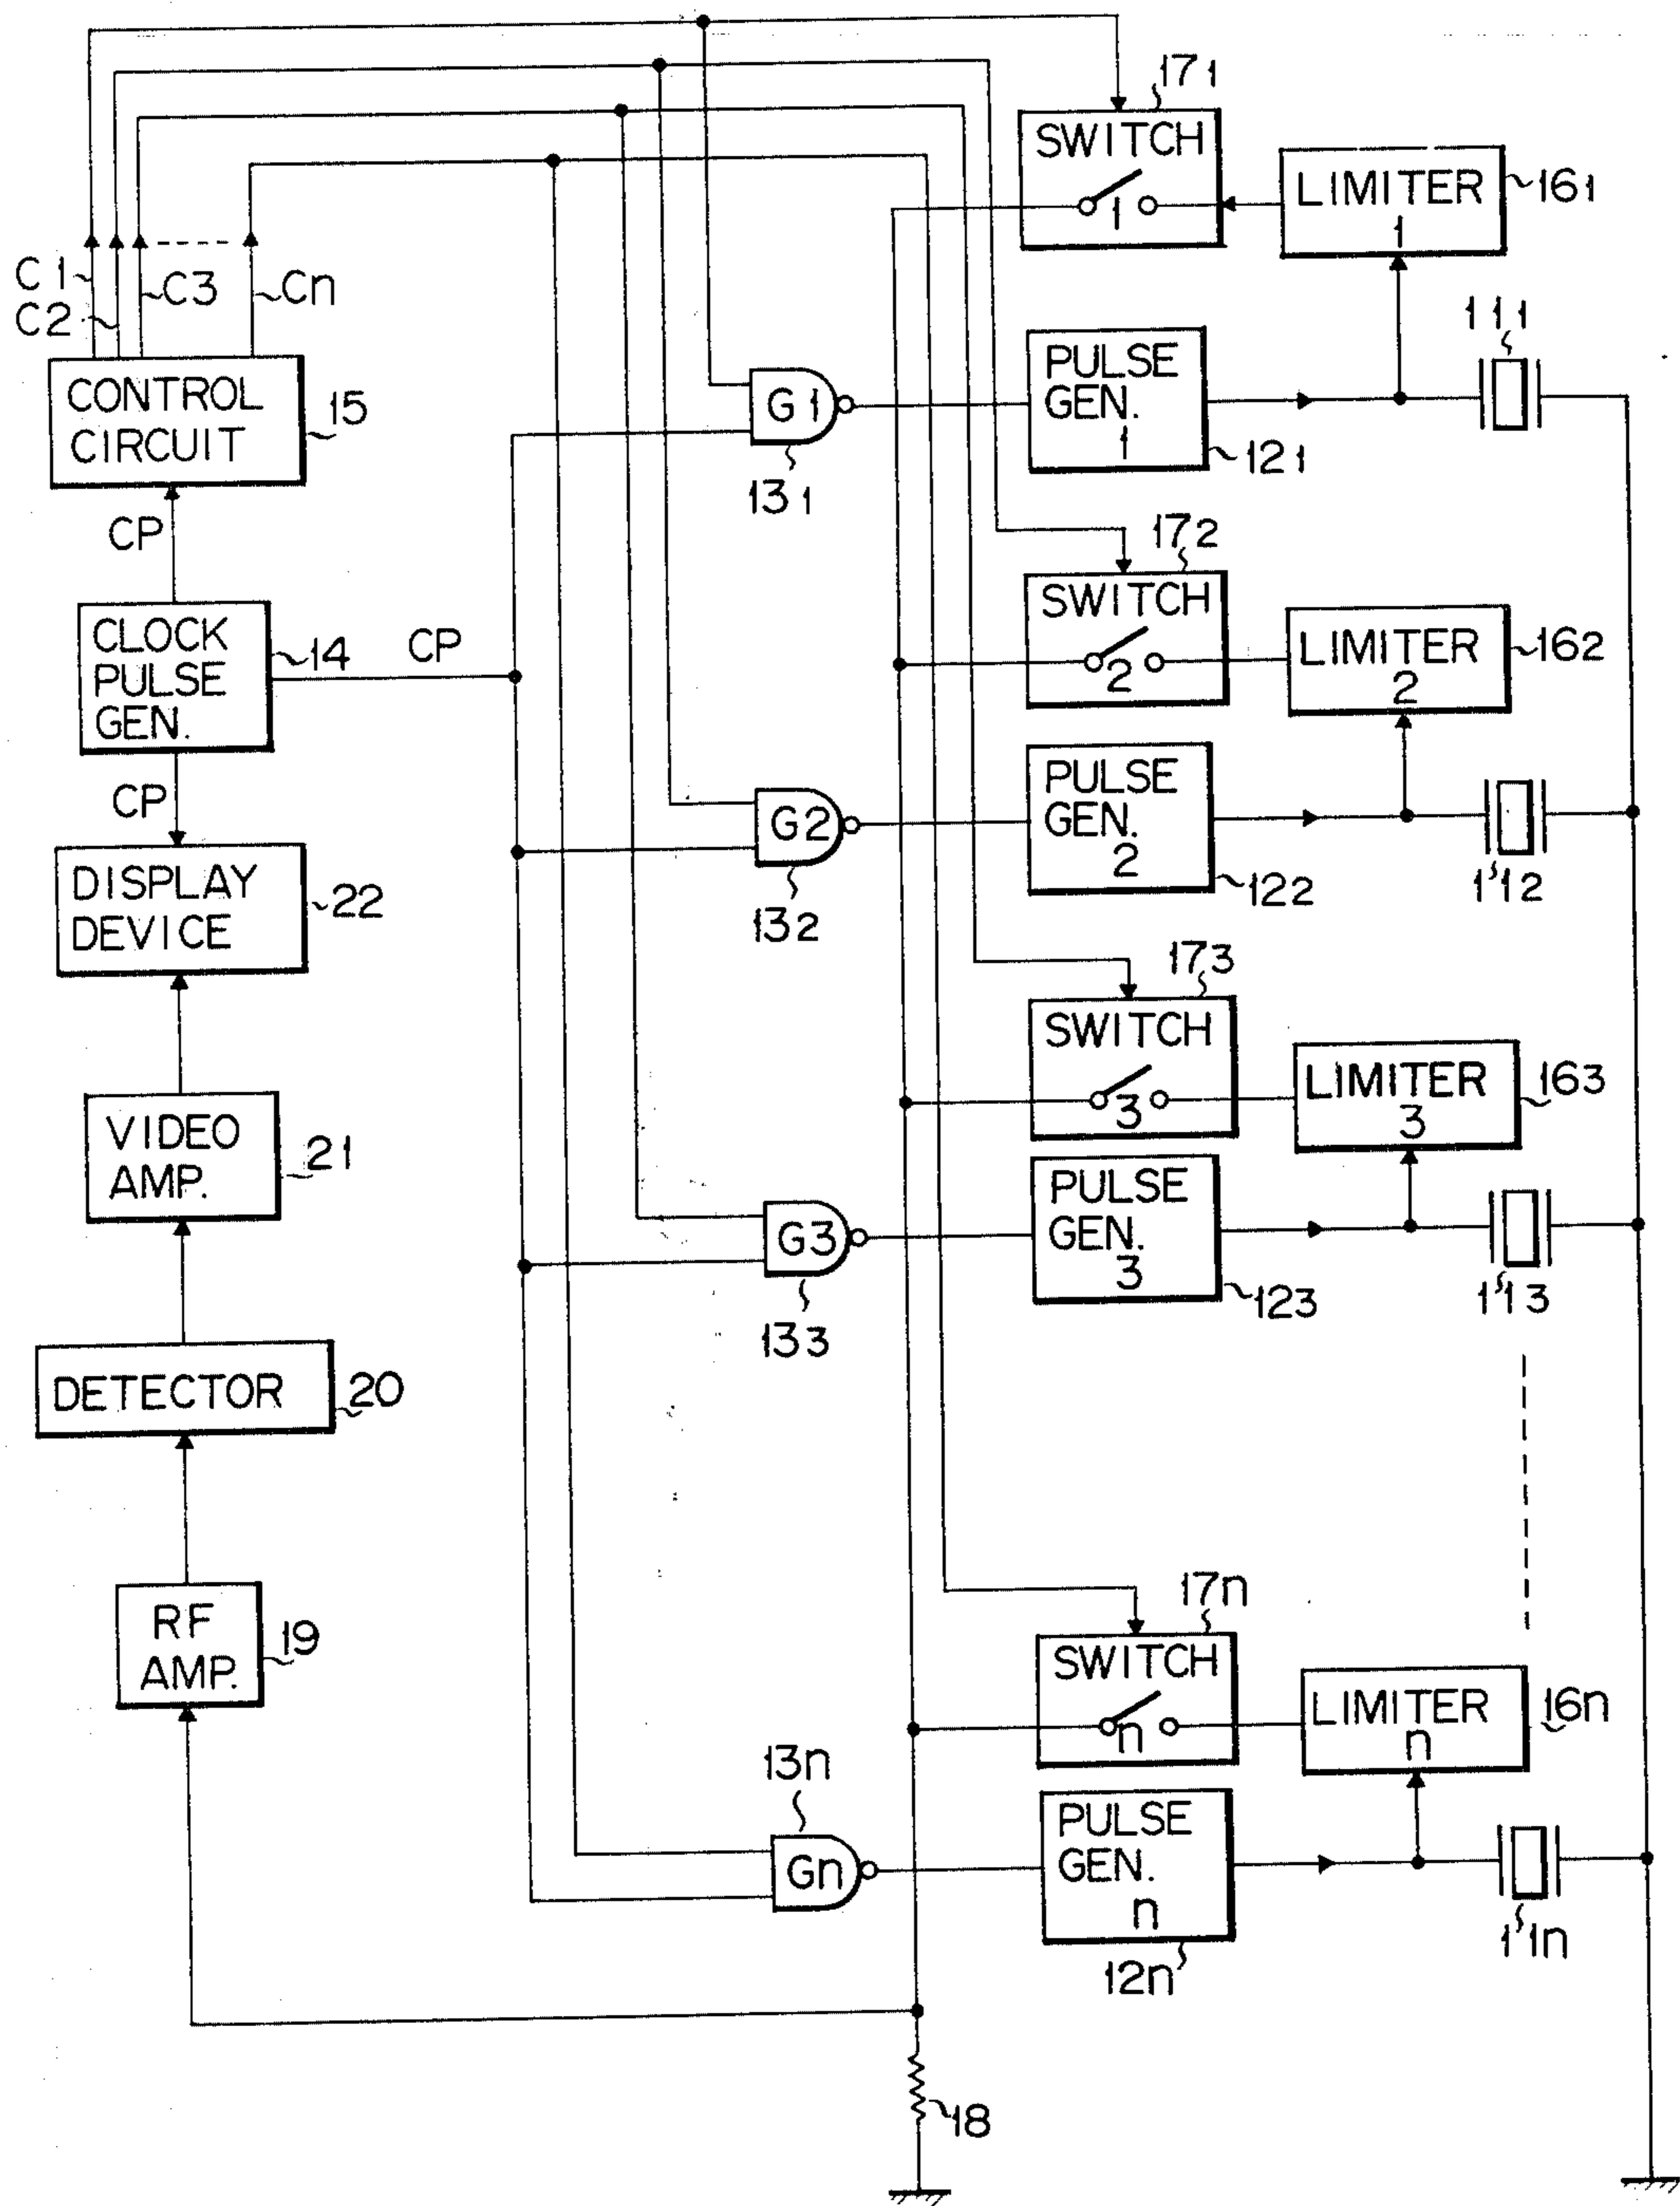 C1
C2
C3
Cn
CONTROL
CIRCUIT
15
CP
CLOCK
PULSE
GEN.
14
CP
CP
DISPLAY
DEVICE
22
VIDEO
AMP.
21
DETECTOR
20
RF
AMP.
19
G1
131
G2
132
G3
133
13n
Gn
171
SWITCH
1
LIMITER
1
161
PULSE
GEN.
1
121
111
172
SWITCH
2
LIMITER
2
162
PULSE
GEN.
2
122
112
173
SWITCH
3
LIMITER
3
163
PULSE
GEN.
3
123
113
17n
SWITCH
n
LIMITER
n
16n
PULSE
GEN.
n
12n
11n
18